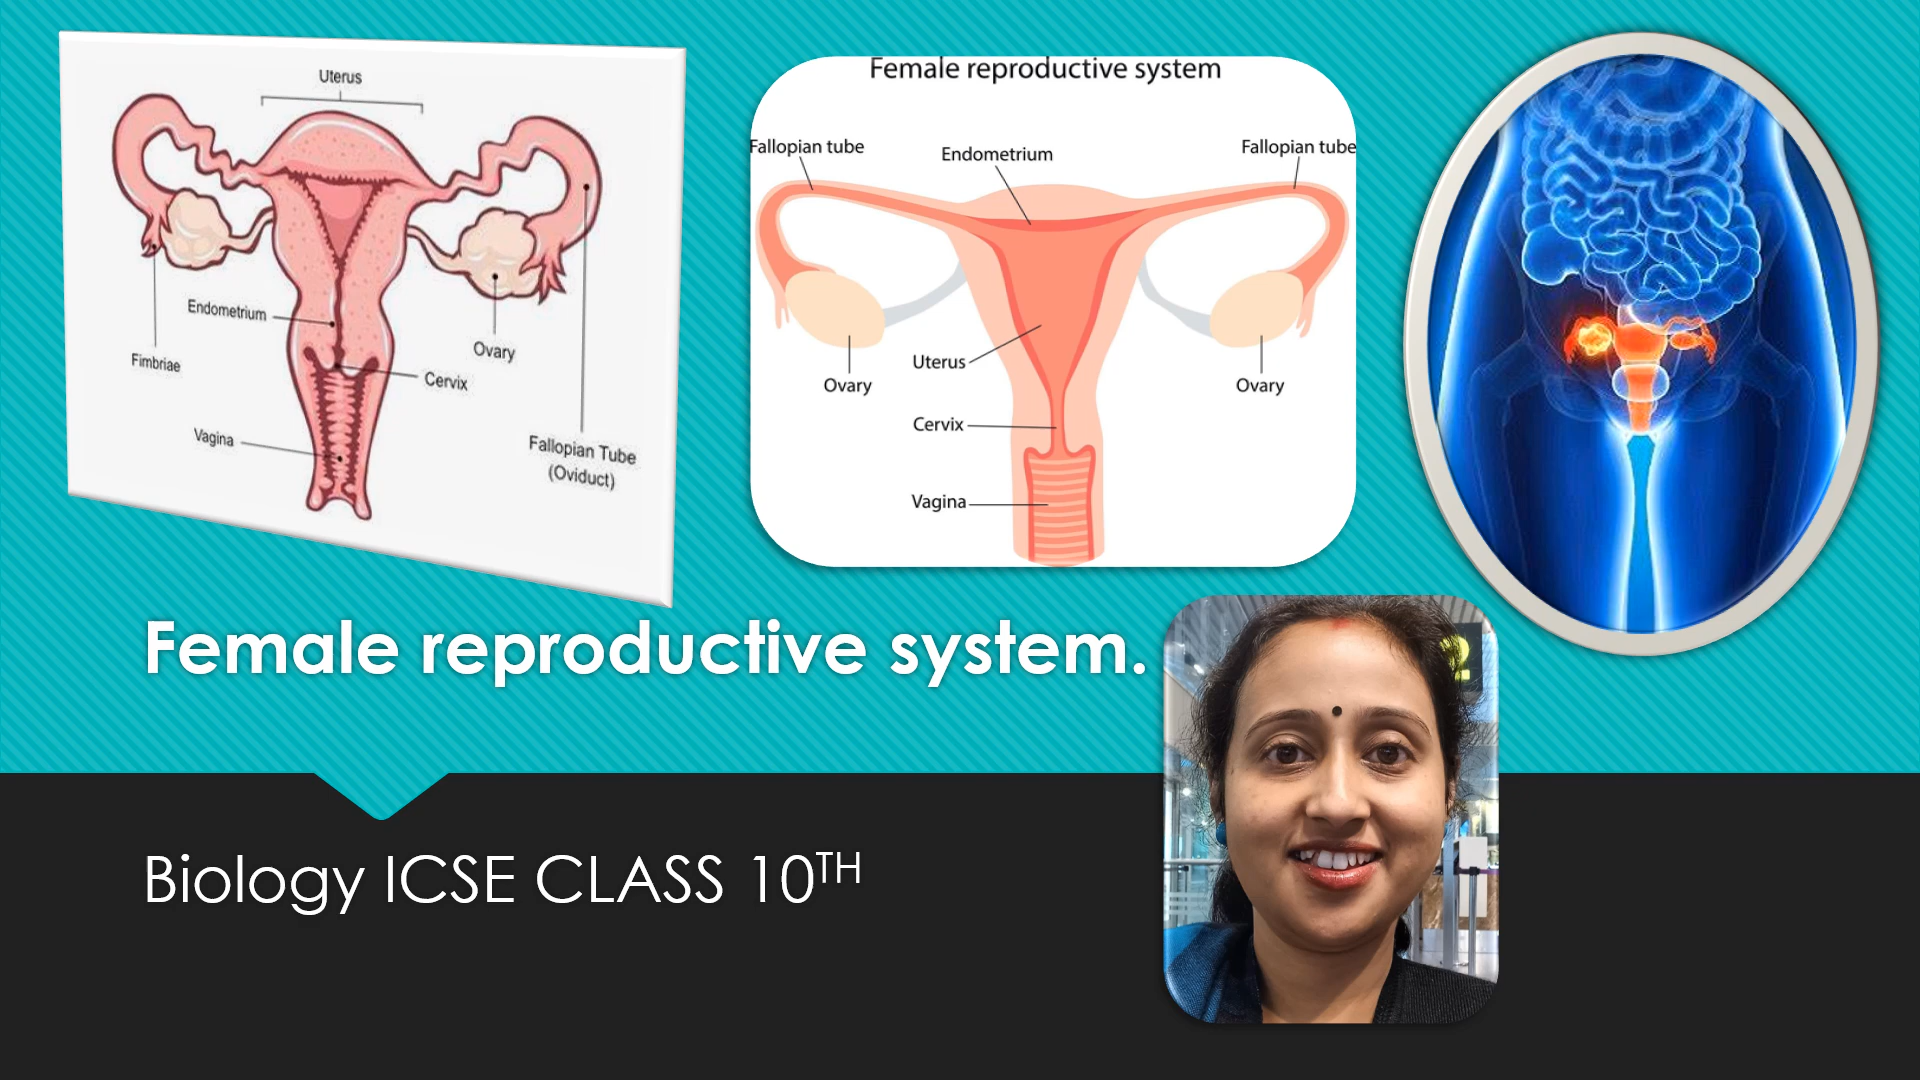 Uterus
Endometrium
Fimbriae
Ovary
Cervix
Vagina
Fallopian Tube
(Oviduct)
Female reproductive system
Fallopian tube
Endometrium
Fallopian tube
Uterus
Ovary
Ovary
Cervix
Vagina
2
Female reproductive system.
Biology ICSE CLASS 10TH